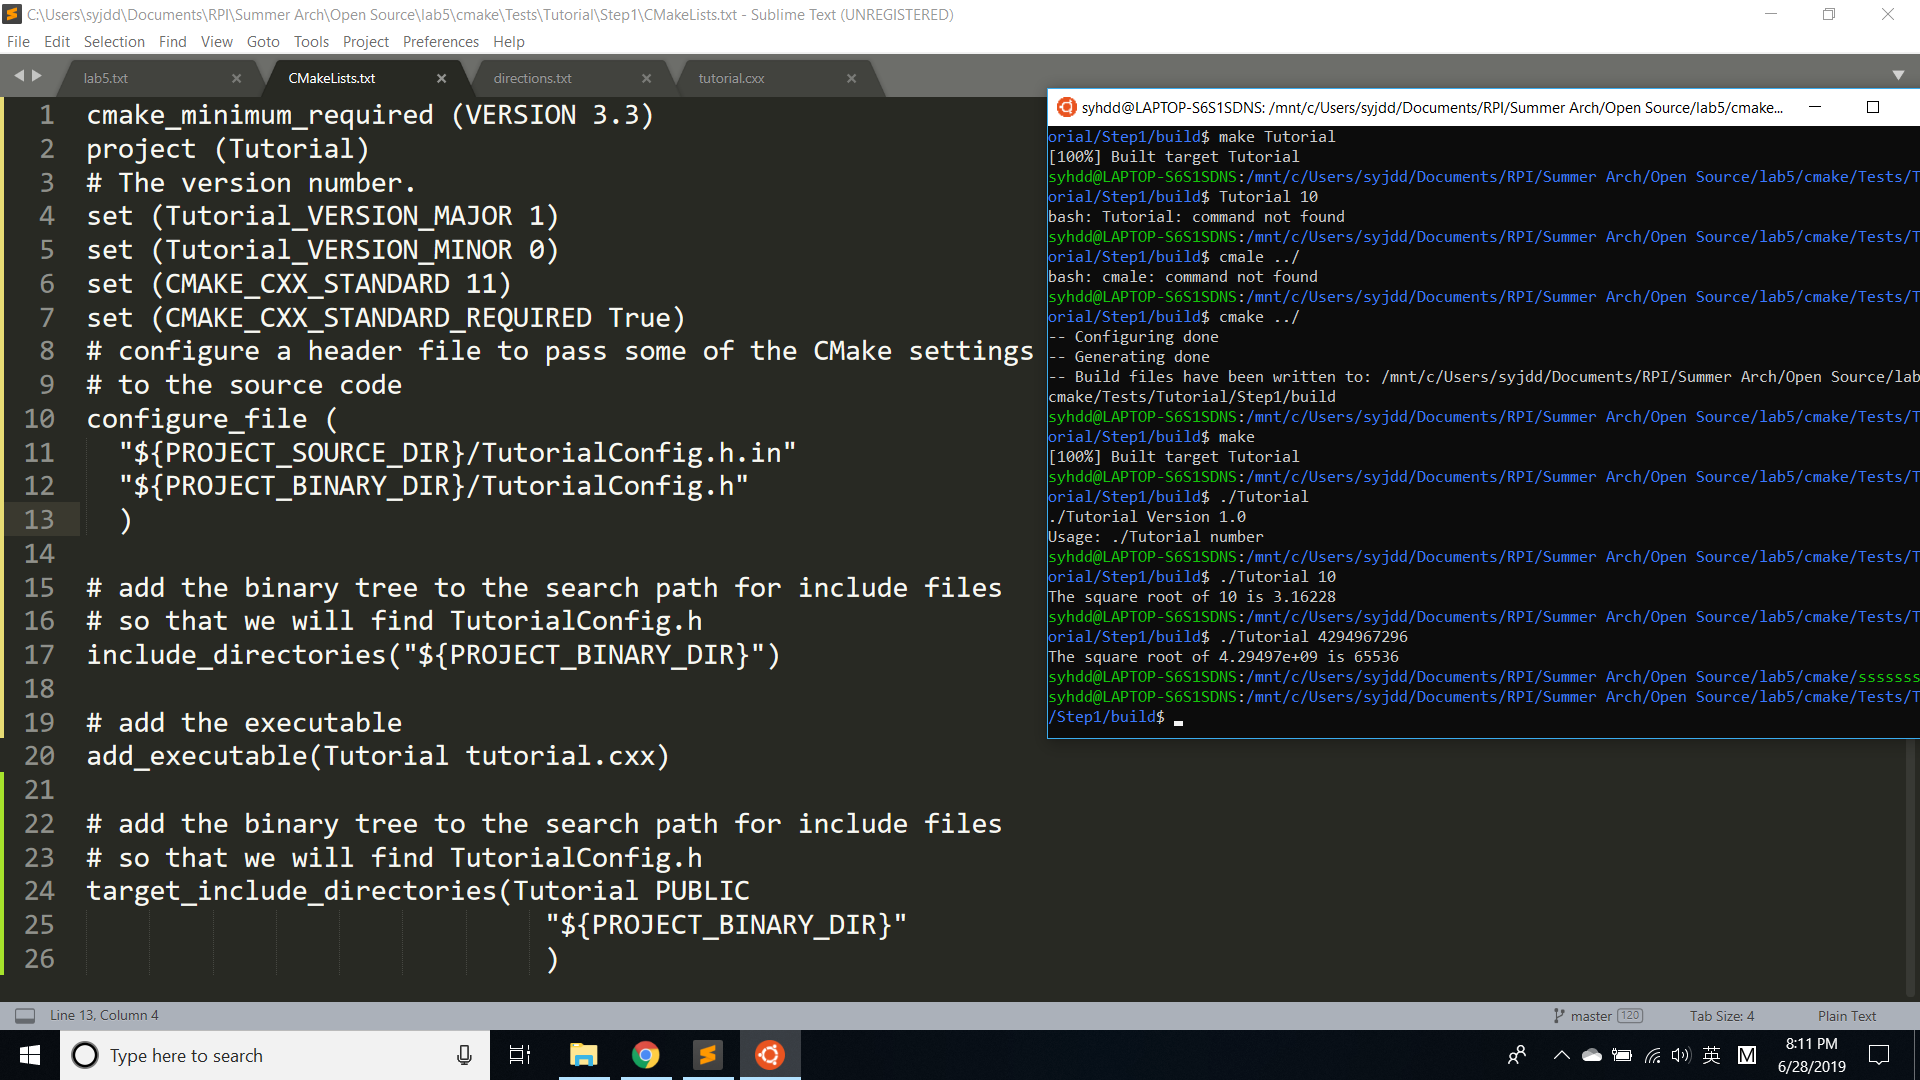 C:\Users\syjdd\Documents\RPI\Summer Arch\Open Source\lab5\cmake\Tests\Tutorial\Step1\CMakeLists.txt - Sublime Text (UNREGISTERED)
File Edit Selection Find View Goto Tools Project Preferences Help
lab5.txt CMakeLists.txt directions.txt tutorial.cxx
1 cmake_minimum_required (VERSION 3.3)
2 project (Tutorial)
3 # The version number.
4 set (Tutorial_VERSION_MAJOR 1)
5 set (Tutorial_VERSION_MINOR 0)
6 set (CMAKE_CXX_STANDARD 11)
7 set (CMAKE_CXX_STANDARD_REQUIRED True)
8 # configure a header file to pass some of the CMake settings
9 # to the source code
10 configure_file (
11 "${PROJECT_SOURCE_DIR}/TutorialConfig.h.in"
12 "${PROJECT_BINARY_DIR}/TutorialConfig.h"
13 )
14
15 # add the binary tree to the search path for include files
16 # so that we will find TutorialConfig.h
17 include_directories("${PROJECT_BINARY_DIR}")
18
19 # add the executable
20 add_executable(Tutorial tutorial.cxx)
21
22 # add the binary tree to the search path for include files
23 # so that we will find TutorialConfig.h
24 target_include_directories(Tutorial PUBLIC
25 "${PROJECT_BINARY_DIR}"
26 )
syhdd@LAPTOP-S6S1SDNS: /mnt/c/Users/syjdd/Documents/RPI/Summer Arch/Open Source/lab5/cmake...
orial/Step1/build$ make Tutorial
[100%] Built target Tutorial
syhdd@LAPTOP-S6S1SDNS:/mnt/c/Users/syjdd/Documents/RPI/Summer Arch/Open Source/lab5/cmake/Tests/T
orial/Step1/build$ Tutorial 10
bash: Tutorial: command not found
syhdd@LAPTOP-S6S1SDNS:/mnt/c/Users/syjdd/Documents/RPI/Summer Arch/Open Source/lab5/cmake/Tests/T
orial/Step1/build$ cmale ../
bash: cmale: command not found
syhdd@LAPTOP-S6S1SDNS:/mnt/c/Users/syjdd/Documents/RPI/Summer Arch/Open Source/lab5/cmake/Tests/T
orial/Step1/build$ cmake ../
-- Configuring done
-- Generating done
-- Build files have been written to: /mnt/c/Users/syjdd/Documents/RPI/Summer Arch/Open Source/lab
cmake/Tests/Tutorial/Step1/build
syhdd@LAPTOP-S6S1SDNS:/mnt/c/Users/syjdd/Documents/RPI/Summer Arch/Open Source/lab5/cmake/Tests/T
orial/Step1/build$ make
[100%] Built target Tutorial
syhdd@LAPTOP-S6S1SDNS:/mnt/c/Users/syjdd/Documents/RPI/Summer Arch/Open Source/lab5/cmake/Tests/T
orial/Step1/build$ ./Tutorial
./Tutorial Version 1.0
Usage: ./Tutorial number
syhdd@LAPTOP-S6S1SDNS:/mnt/c/Users/syjdd/Documents/RPI/Summer Arch/Open Source/lab5/cmake/Tests/T
orial/Step1/build$ ./Tutorial 10
The square root of 10 is 3.16228
syhdd@LAPTOP-S6S1SDNS:/mnt/c/Users/syjdd/Documents/RPI/Summer Arch/Open Source/lab5/cmake/Tests/T
orial/Step1/build$ ./Tutorial 4294967296
The square root of 4.29497e+09 is 65536
syhdd@LAPTOP-S6S1SDNS:/mnt/c/Users/syjdd/Documents/RPI/Summer Arch/Open Source/lab5/cmake/sssssss
syhdd@LAPTOP-S6S1SDNS:/mnt/c/Users/syjdd/Documents/RPI/Summer Arch/Open Source/lab5/cmake/Tests/T
/Step1/build$
Line 13, Column 4 master 120 Tab Size: 4 Plain Text
Type here to search
英 M 8:11 PM
6/28/2019